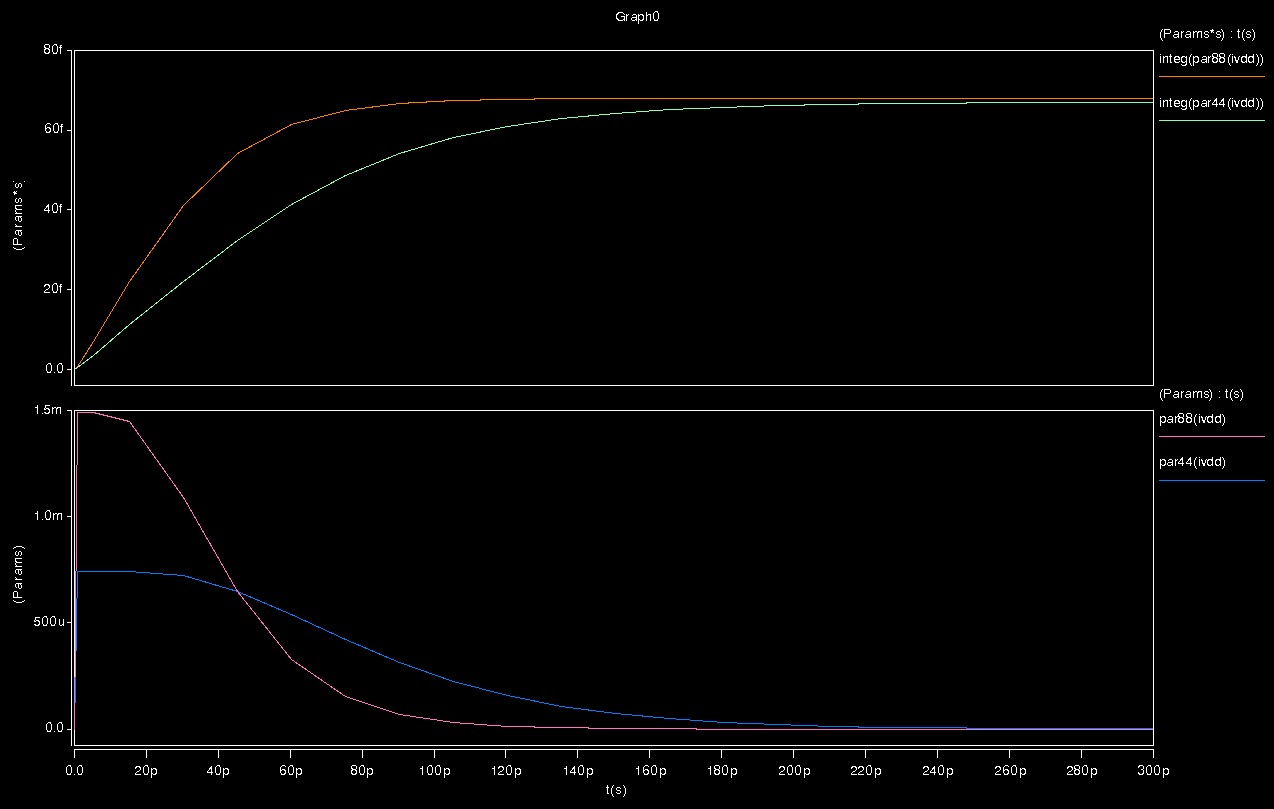 Graph0
(Params*s) : t(s)
integ(par88(ivdd))
integ(par44(ivdd))
80f
60f
40f
20f
0.0
(Params*s)
(Params) : t(s)
par88(ivdd)
par44(ivdd)
1.5m
1.0m
500u
0.0
(Params)
0.0 20p 40p 60p 80p 100p 120p 140p 160p 180p 200p 220p 240p 260p 280p 300p
t(s)